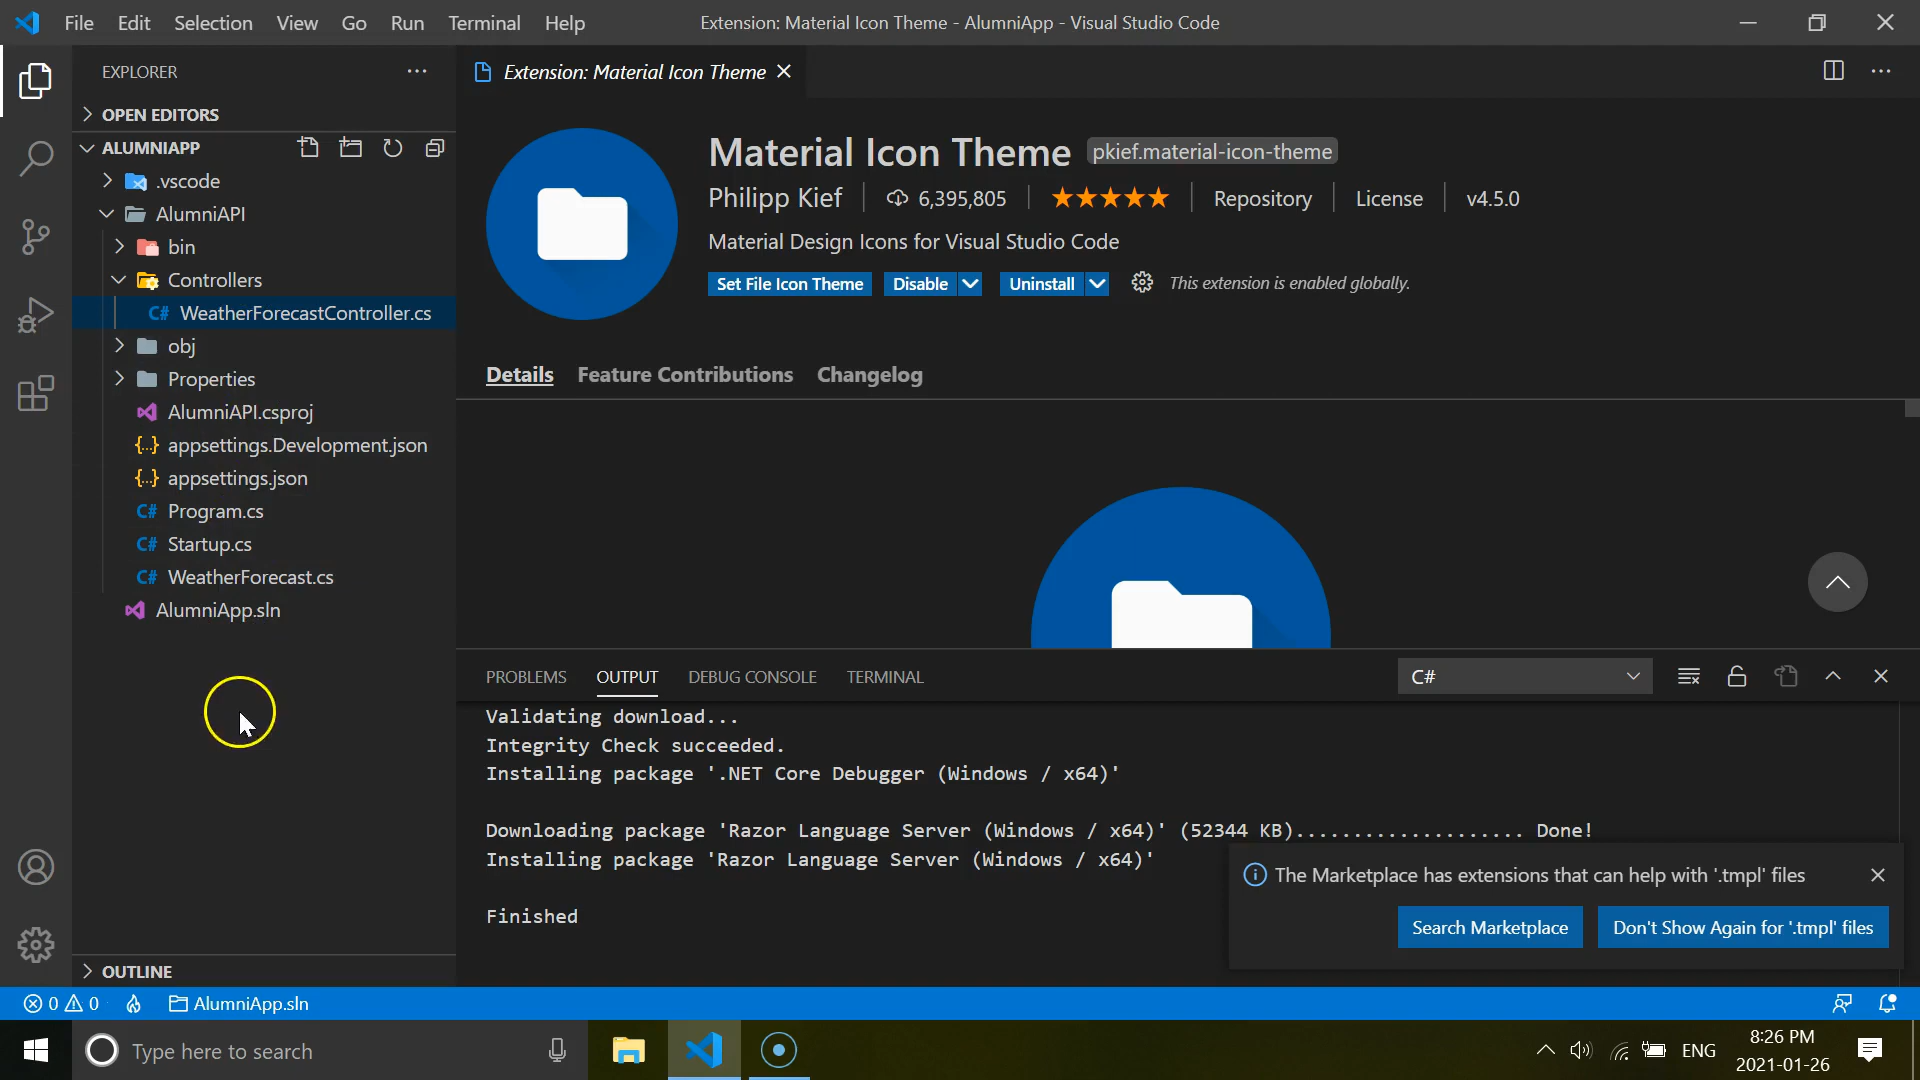 File Edit Selection View Go Run Terminal Help
Extension: Material Icon Theme - AlumniApp - Visual Studio Code
EXPLORER
OPEN EDITORS
ALUMNIAPP
.vscode
AlumniAPI
bin
Controllers
C# WeatherForecastController.cs
obj
Properties
AlumniAPI.csproj
{..} appsettings.Development.json
{..} appsettings.json
C# Program.cs
C# Startup.cs
C# WeatherForecast.cs
AlumniApp.sln
OUTLINE
Extension: Material Icon Theme
Material Icon Theme pkief.material-icon-theme
Philipp Kief 6,395,805 Repository License v4.5.0
Material Design Icons for Visual Studio Code
Set File Icon Theme Disable Uninstall This extension is enabled globally.
Details Feature Contributions Changelog
PROBLEMS OUTPUT DEBUG CONSOLE TERMINAL C#
Validating download...
Integrity Check succeeded.
Installing package '.NET Core Debugger (Windows / x64)'
Downloading package 'Razor Language Server (Windows / x64)' (52344 KB).................... Done!
Installing package 'Razor Language Server (Windows / x64)'
Finished
The Marketplace has extensions that can help with '.tmpl' files
Search Marketplace Don't Show Again for '.tmpl' files
0 0 AlumniApp.sln
Type here to search
ENG
8:26 PM
2021-01-26